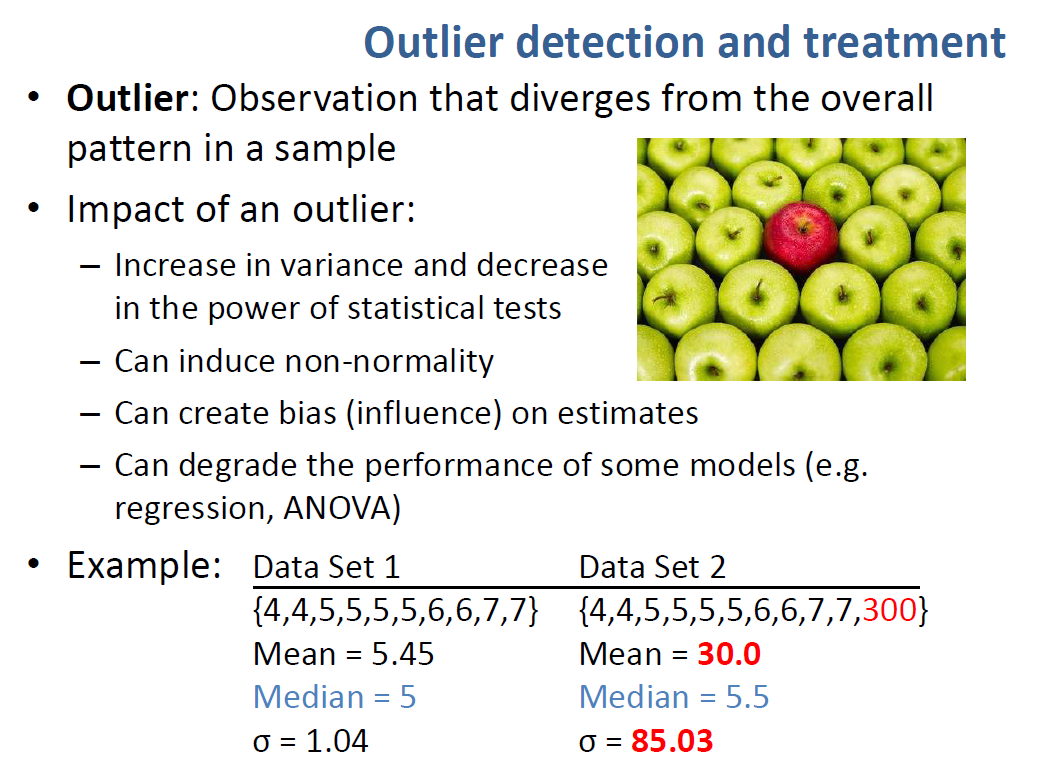 Outlier detection and treatment
• Outlier: Observation that diverges from the overall
pattern in a sample
• Impact of an outlier:
– Increase in variance and decrease
in the power of statistical tests
– Can induce non-normality
– Can create bias (influence) on estimates
– Can degrade the performance of some models (e.g.
regression, ANOVA)
• Example: Data Set 1 Data Set 2
{4,4,5,5,5,5,6,6,7,7} {4,4,5,5,5,5,6,6,7,7,300}
Mean = 5.45 Mean = 30.0
Median = 5 Median = 5.5
σ = 1.04 σ = 85.03